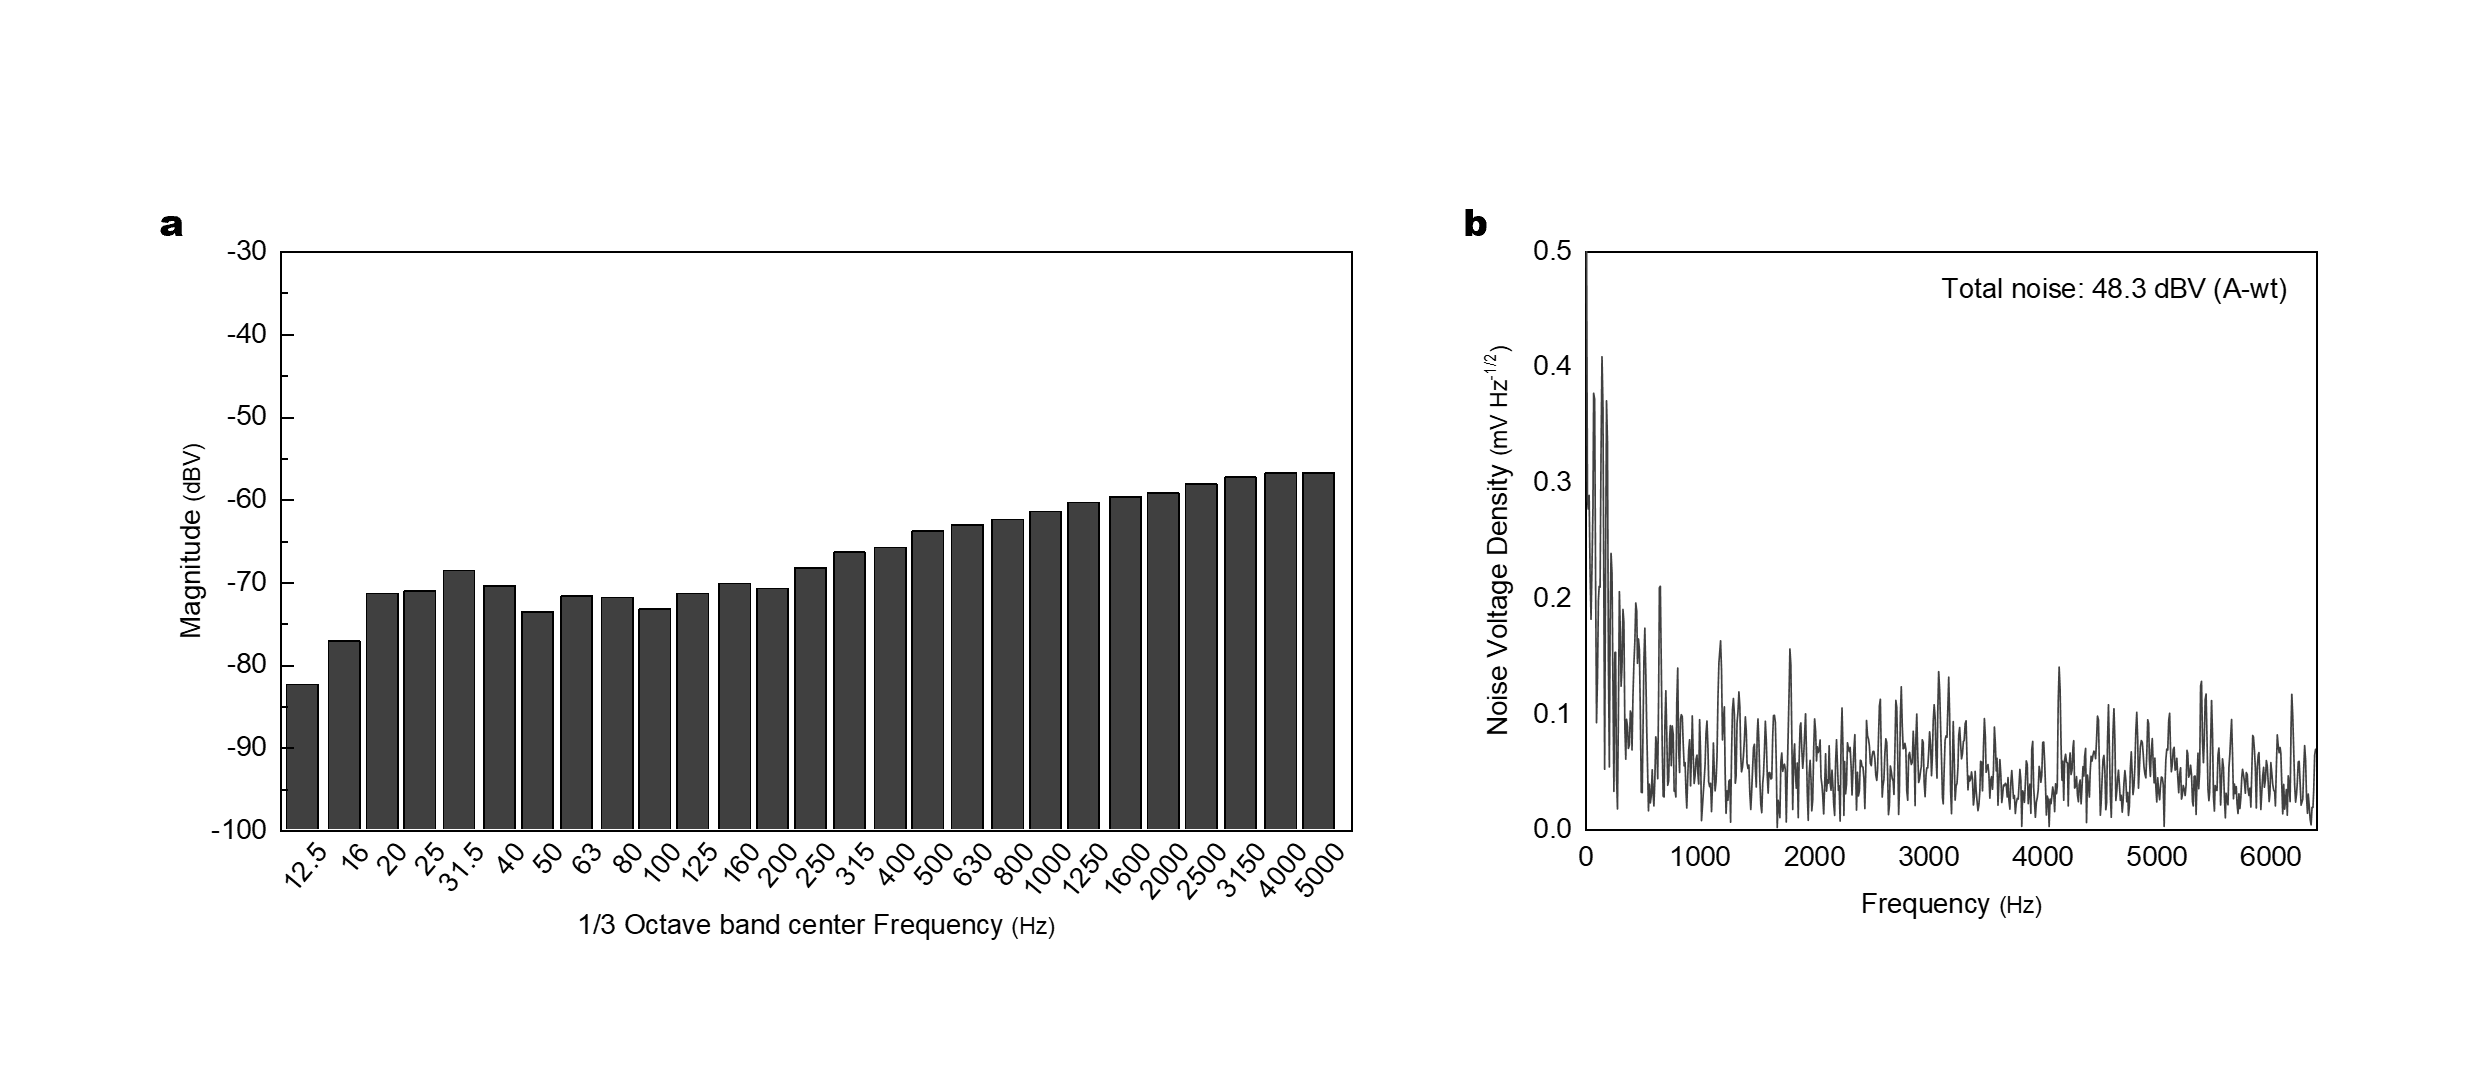 a
-30
-40
-50
-60
-70
-80
-90
-100
Magnitude (dBV)
12.5 16 20 25 31.5 40 50 63 80 100 125 160 200 250 315 400 500 630 800 1000 1250 1600 2000 2500 3150 4000 5000
1/3 Octave band center Frequency (Hz)
b
0.5
0.4
0.3
0.2
0.1
0.0
Noise Voltage Density (mV Hz-1/2)
Total noise: 48.3 dBV (A-wt)
0 1000 2000 3000 4000 5000 6000
Frequency (Hz)